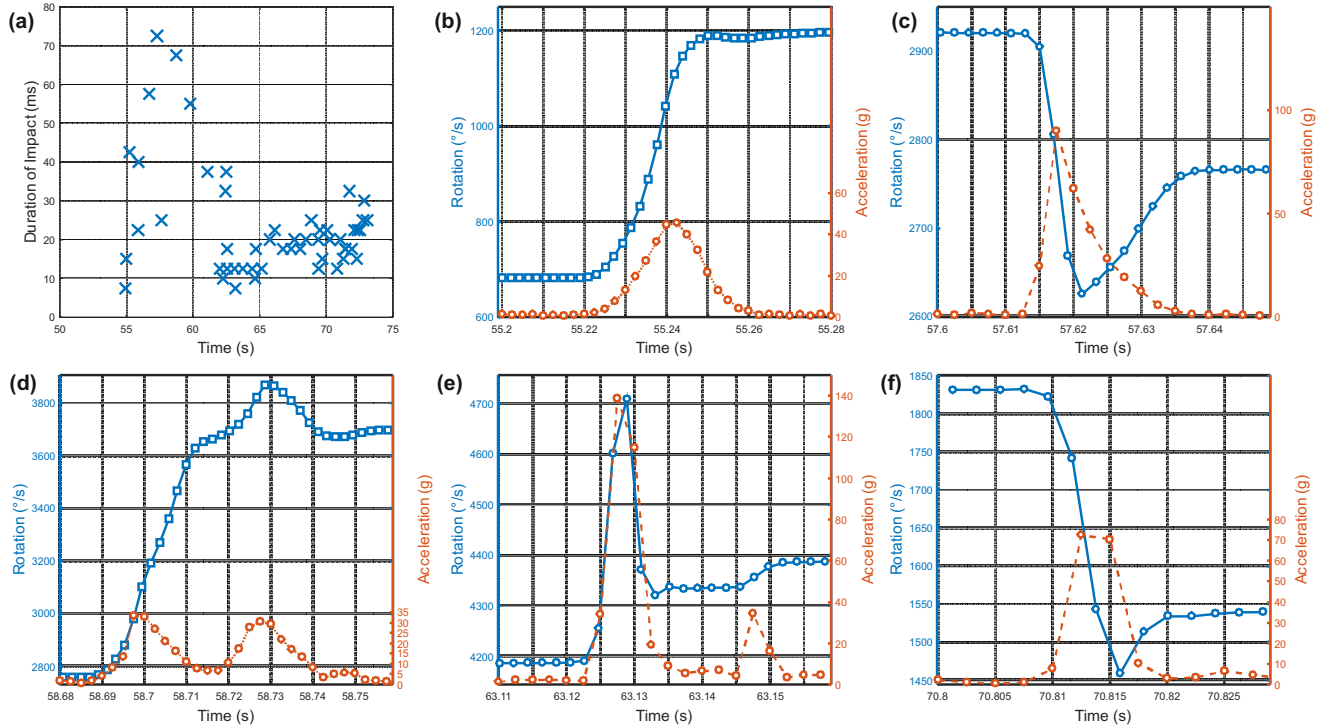 (a)
Duration of Impact (ms)
80
70
60
50
40
30
20
10
0
50 55 60 65 70 75
Time (s)
(b)
Rotation (°/s)
1200
1000
800
600
Acceleration (g)
60
40
20
0
55.2 55.22 55.24 55.26 55.28
Time (s)
(c)
Rotation (°/s)
2900
2800
2700
2600
Acceleration (g)
100
50
0
57.6 57.61 57.62 57.63 57.64
Time (s)
(d)
Rotation (°/s)
3800
3600
3400
3200
3000
2800
Acceleration (g)
35
30
25
20
15
10
5
0
58.68 58.69 58.7 58.71 58.72 58.73 58.74 58.75
Time (s)
(e)
Rotation (°/s)
4700
4600
4500
4400
4300
4200
Acceleration (g)
140
120
100
80
60
40
20
0
63.11 63.12 63.13 63.14 63.15
Time (s)
(f)
Rotation (°/s)
1850
1800
1750
1700
1650
1600
1550
1500
1450
Acceleration (g)
80
70
60
50
40
30
20
10
0
70.8 70.805 70.81 70.815 70.82 70.825
Time (s)